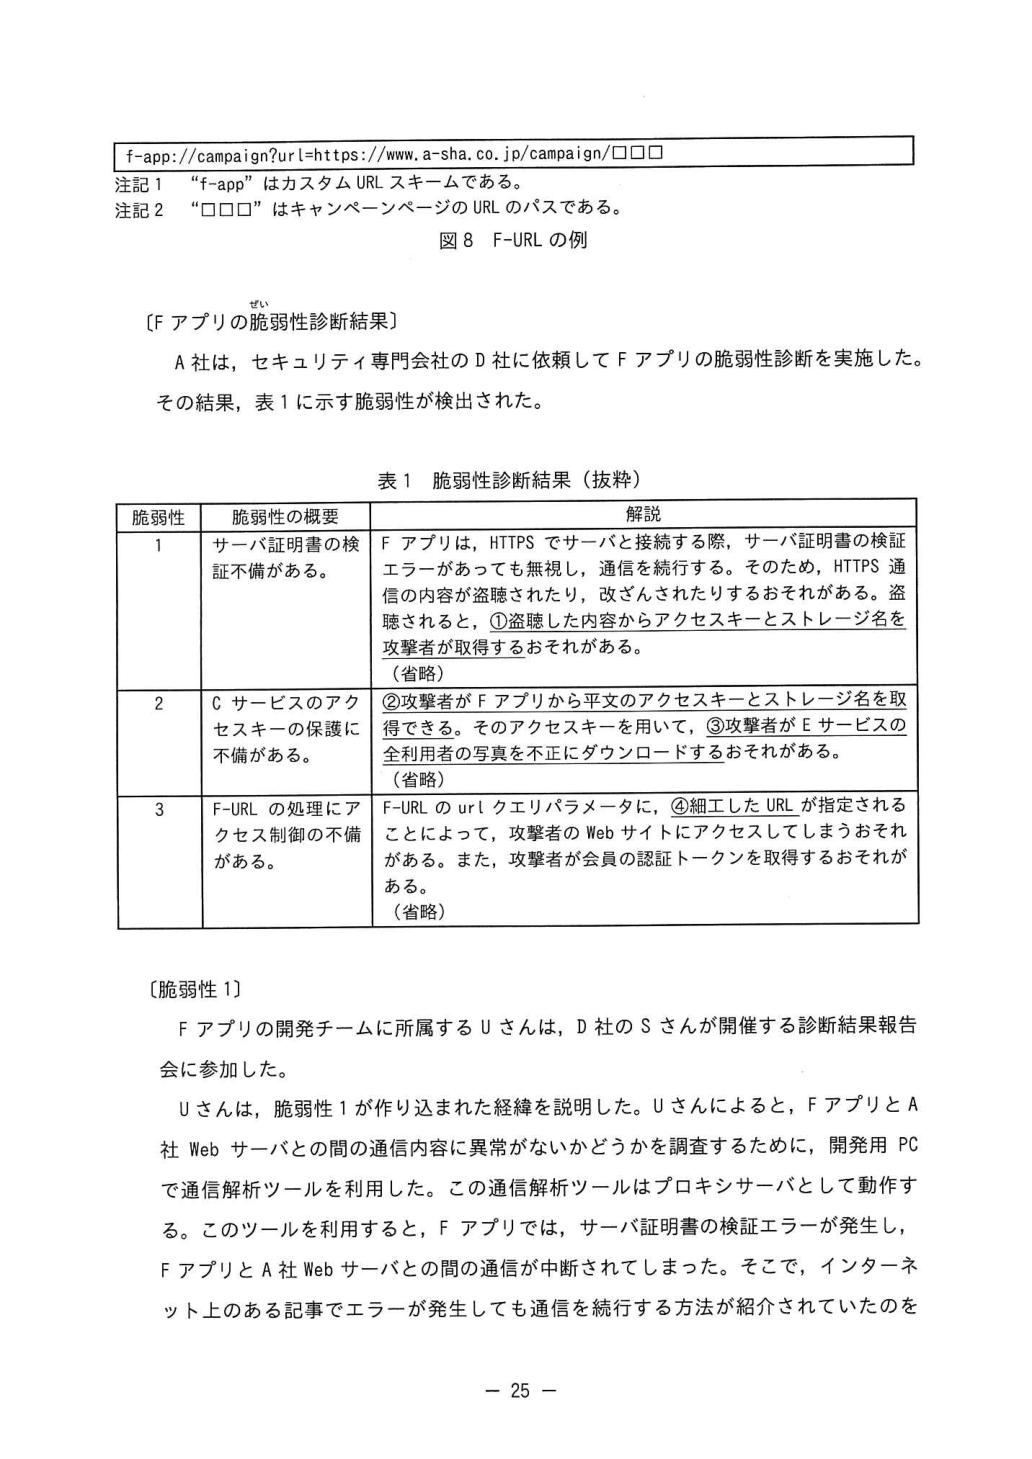 f-app://campaign?url=https://www.a-sha.co.jp/campaign/□□□
注記1 “f-app” はカスタム URL スキームである。
注記2 “□□□” はキャンペーンページの URL のパスである。
図8 F-URL の例
ぜい
〔F アプリの脆弱性診断結果〕
A 社は，セキュリティ専門会社の D 社に依頼して F アプリの脆弱性診断を実施した。
その結果，表 1 に示す脆弱性が検出された。
表1 脆弱性診断結果（抜粋）
脆弱性 脆弱性の概要 解説
1 サーバ証明書の検 F アプリは，HTTPS でサーバと接続する際，サーバ証明書の検証
証不備がある。 エラーがあっても無視し，通信を続行する。そのため，HTTPS 通
信の内容が盗聴されたり，改ざんされたりするおそれがある。盗
聴されると，①盗聴した内容からアクセスキーとストレージ名を
攻撃者が取得するおそれがある。
（省略）
2 C サービスのアク ②攻撃者が F アプリから平文のアクセスキーとストレージ名を取
セスキーの保護に 得できる。そのアクセスキーを用いて，③攻撃者が E サービスの
不備がある。 全利用者の写真を不正にダウンロードするおそれがある。
（省略）
3 F-URL の処理にア F-URL の url クエリパラメータに，④細工した URL が指定される
クセス制御の不備 ことによって，攻撃者の Web サイトにアクセスしてしまうおそれ
がある。 がある。また，攻撃者が会員の認証トークンを取得するおそれが
ある。
（省略）
〔脆弱性 1〕
F アプリの開発チームに所属する U さんは，D 社の S さんが開催する診断結果報告
会に参加した。
U さんは，脆弱性 1 が作り込まれた経緯を説明した。U さんによると，F アプリと A
社 Web サーバとの間の通信内容に異常がないかどうかを調査するために，開発用 PC
で通信解析ツールを利用した。この通信解析ツールはプロキシサーバとして動作す
る。このツールを利用すると，F アプリでは，サーバ証明書の検証エラーが発生し，
F アプリと A 社 Web サーバとの間の通信が中断されてしまった。そこで，インターネ
ット上のある記事でエラーが発生しても通信を続行する方法が紹介されていたのを
－ 25 －